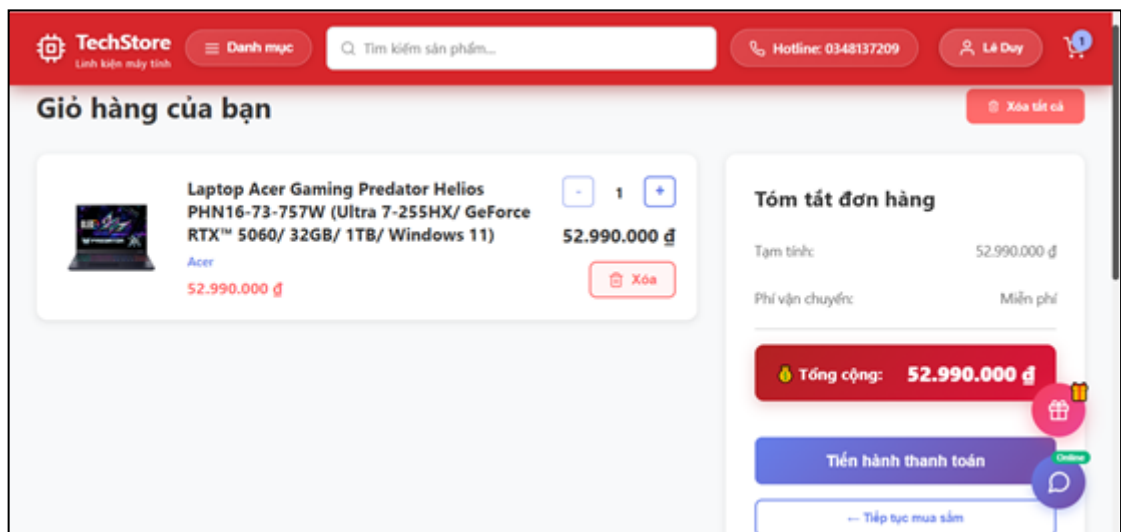 TechStore
Linh kiện máy tính
Danh mục
Tìm kiếm sản phẩm...
Hotline: 0348137209
Lê Duy
1
Giỏ hàng của bạn
Xóa tất cả
Laptop Acer Gaming Predator Helios
PHN16-73-757W (Ultra 7-255HX/ GeForce
RTX™ 5060/ 32GB/ 1TB/ Windows 11)
Acer
52.990.000 ₫
- 1 +
52.990.000 ₫
Xóa
Tóm tắt đơn hàng
Tạm tính: 52.990.000 ₫
Phí vận chuyển: Miễn phí
Tổng cộng: 52.990.000 ₫
Tiến hành thanh toán
Online
← Tiếp tục mua sắm